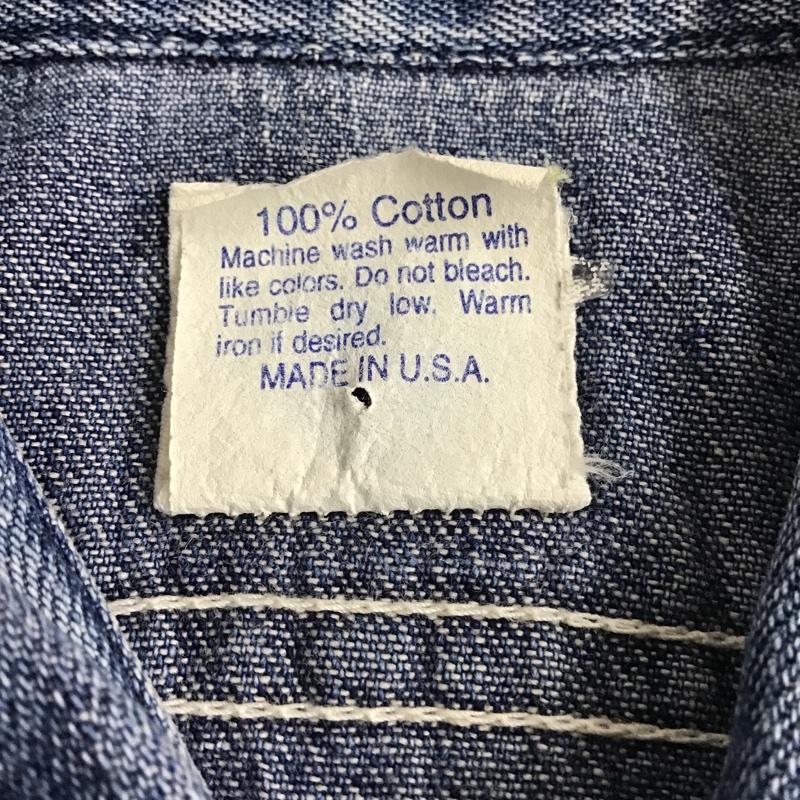 100% Cotton
Machine wash warm with
like colors. Do not bleach.
Tumble dry low. Warm
iron if desired.
MADE IN U.S.A.